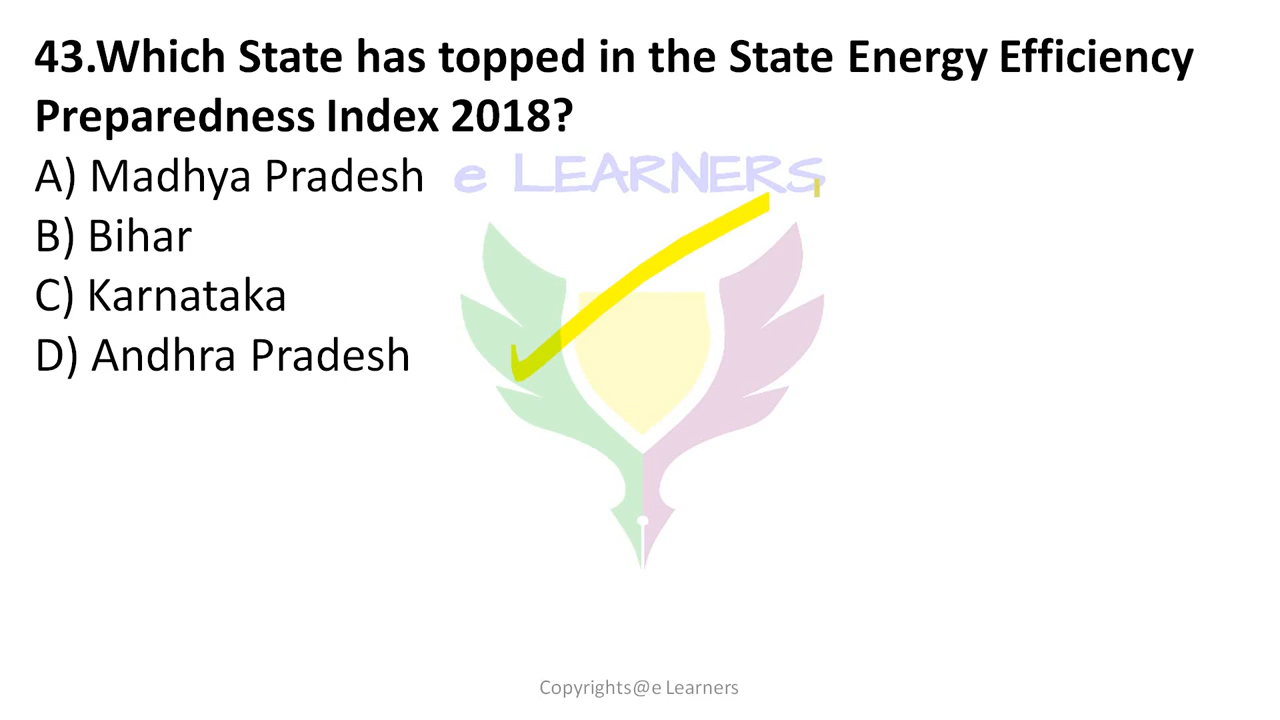 43.Which State has topped in the State Energy Efficiency
Preparedness Index 2018?
A) Madhya Pradesh
e LEARNERS
B) Bihar
C) Karnataka
D) Andhra Pradesh
Copyrights@e Learners